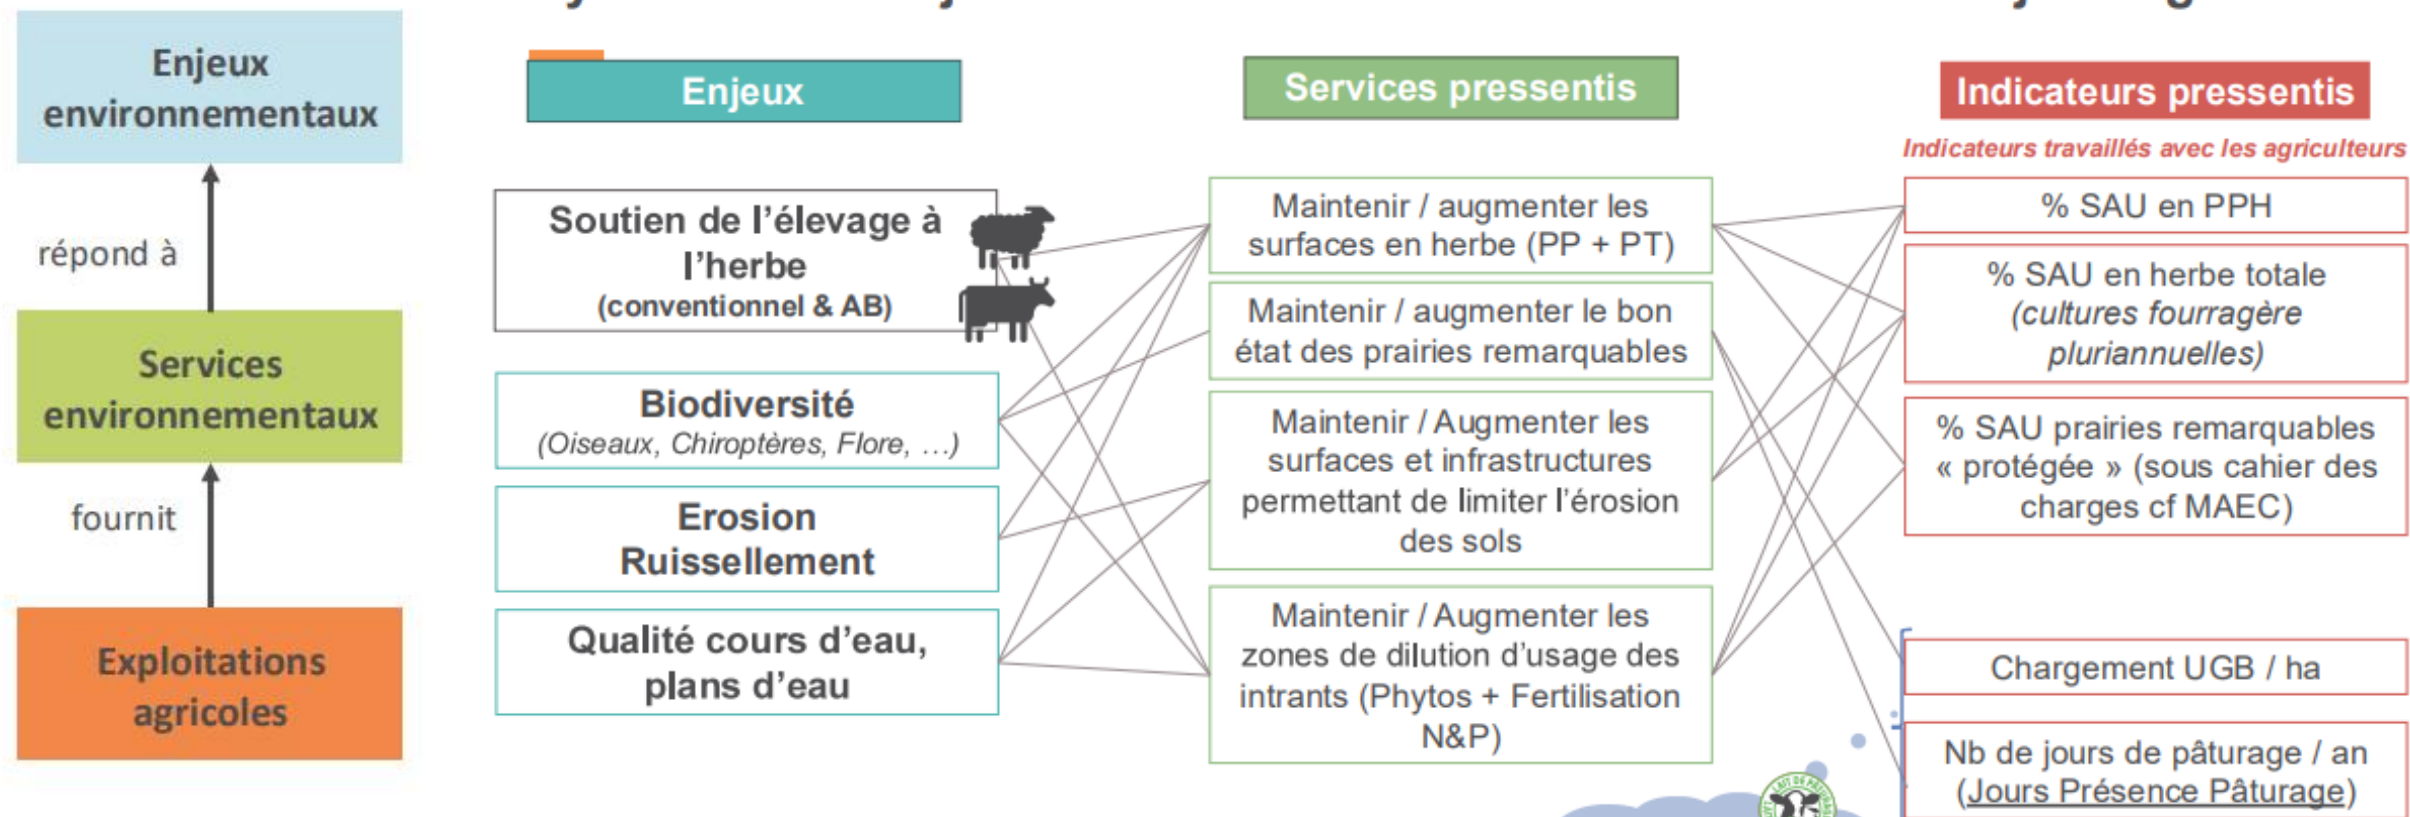 Enjeux
environnementaux
répond à
Services
environnementaux
fournit
Exploitations
agricoles
Enjeux
Soutien de l'élevage à
l'herbe
(conventionnel & AB)
Biodiversité
(Oiseaux, Chiroptères, Flore, …)
Erosion
Ruissellement
Qualité cours d'eau,
plans d'eau
Services pressentis
Maintenir / augmenter les
surfaces en herbe (PP + PT)
Maintenir / augmenter le bon
état des prairies remarquables
Maintenir / Augmenter les
surfaces et infrastructures
permettant de limiter l'érosion
des sols
Maintenir / Augmenter les
zones de dilution d'usage des
intrants (Phytos + Fertilisation
N&P)
Indicateurs pressentis
Indicateurs travaillés avec les agriculteurs
% SAU en PPH
% SAU en herbe totale
(cultures fourragère
pluriannuelles)
% SAU prairies remarquables
« protégée » (sous cahier des
charges cf MAEC)
Chargement UGB / ha
Nb de jours de pâturage / an
(Jours Présence Pâturage)
LAIT DE PÂTURAGE